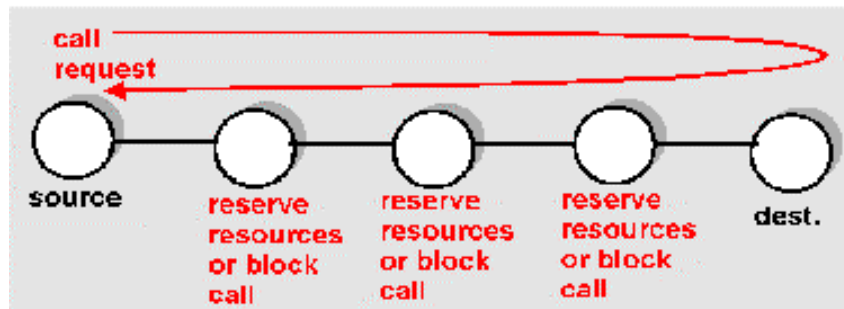 call
request
source
reserve
resources
or block
call
reserve
resources
or block
call
reserve
resources
or block
call
dest.